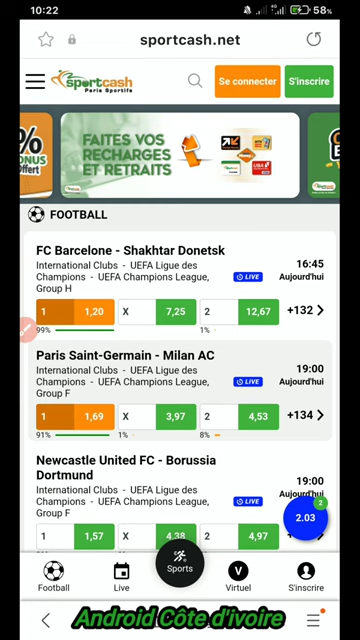 10:22
58%
sportcash.net
sportcash
Paris Sportifs
Se connecter
S'inscrire
%
BONUS
Offert
FAITES VOS
RECHARGES
ET RETRAITS
FOOTBALL
FC Barcelone - Shakhtar Donetsk
16:45
International Clubs - UEFA Ligue des
Champions - UEFA Champions League,
Group H
LIVE
Aujourd'hui
1 1,20 X 7,25 2 12,67 +132
99% 1%
Paris Saint-Germain - Milan AC
19:00
International Clubs - UEFA Ligue des
Champions - UEFA Champions League,
Group F
LIVE
Aujourd'hui
1 1,69 X 3,97 2 4,53 +134
91% 1% 8%
Newcastle United FC - Borussia
Dortmund
19:00
International Clubs - UEFA Ligue des
Champions - UEFA Champions League,
Group F
LIVE
Aujourd'hui
2
2.03
1 1,57 X 4,38 2 4,97
Football
Live
Sports
V
Virtuel
S'inscrire
Android Côte d'ivoire